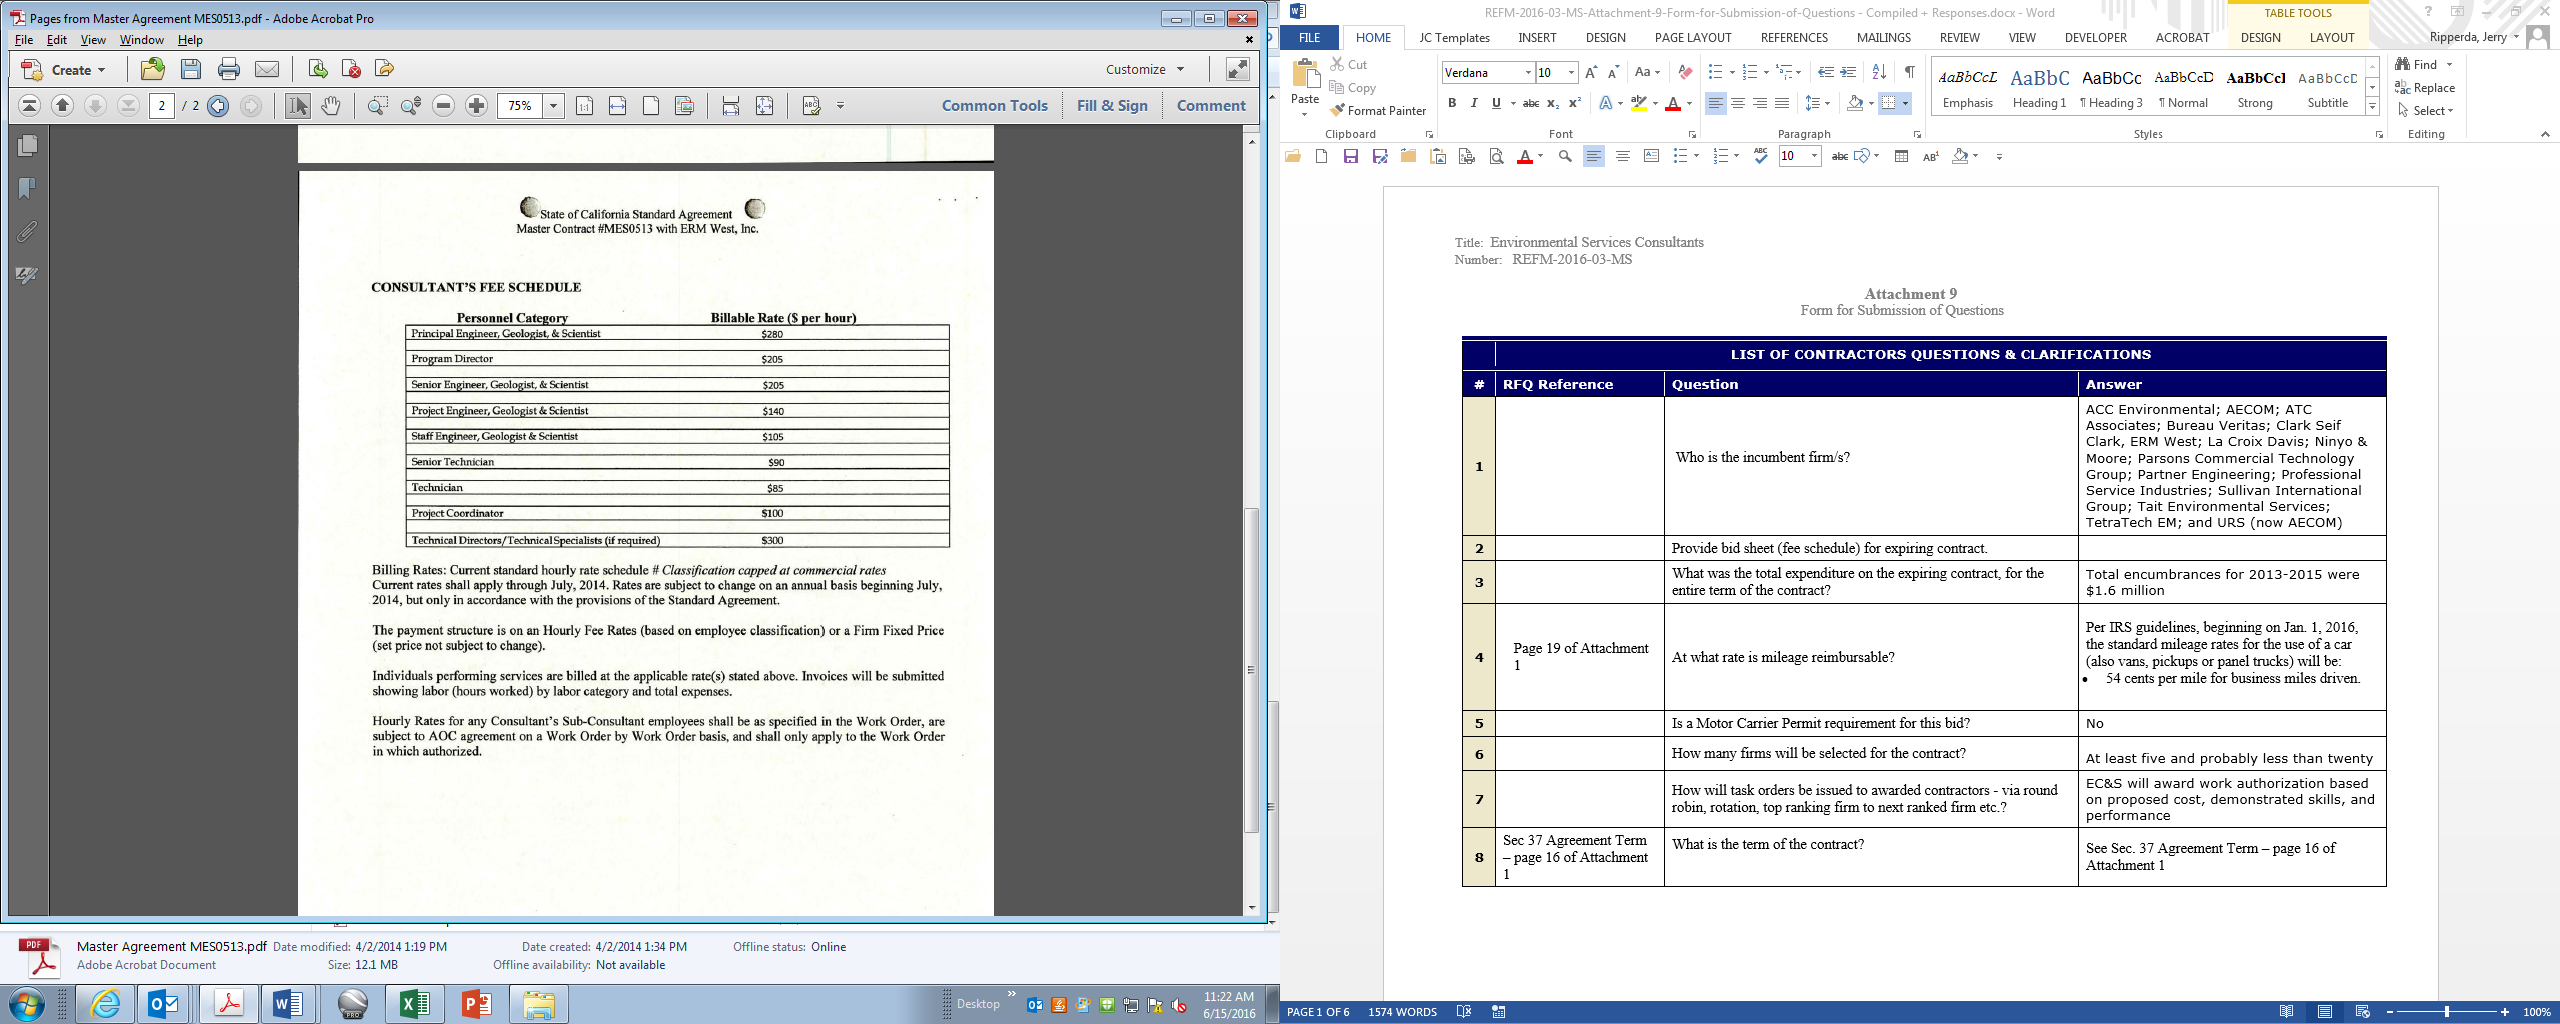 Pages from Master Agreement MES0513.pdf - Adobe Acrobat Pro
File Edit View Window Help
Create
Customize
2 / 2
75%
Common Tools
Fill & Sign
Comment
State of California Standard Agreement
Master Contract #MES0513 with ERM West, Inc.
CONSULTANT'S FEE SCHEDULE
Personnel Category Billable Rate ($ per hour)
Principal Engineer, Geologist, & Scientist $280
Program Director $205
Senior Engineer, Geologist, & Scientist $205
Project Engineer, Geologist & Scientist $140
Staff Engineer, Geologist & Scientist $105
Senior Technician $90
Technician $85
Project Coordinator $100
Technical Directors/Technical Specialists (if required) $300
Billing Rates: Current standard hourly rate schedule # Classification capped at commercial rates
Current rates shall apply through July, 2014. Rates are subject to change on an annual basis beginning July,
2014, but only in accordance with the provisions of the Standard Agreement.
The payment structure is on an Hourly Fee Rates (based on employee classification) or a Firm Fixed Price
(set price not subject to change).
Individuals performing services are billed at the applicable rate(s) stated above. Invoices will be submitted
showing labor (hours worked) by labor category and total expenses.
Hourly Rates for any Consultant's Sub-Consultant employees shall be as specified in the Work Order, are
subject to AOC agreement on a Work Order by Work Order basis, and shall only apply to the Work Order
in which authorized.
Master Agreement MES0513.pdf Date modified: 4/2/2014 1:19 PM Date created: 4/2/2014 1:34 PM Offline status: Online
Adobe Acrobat Document Size: 12.1 MB Offline availability: Not available
Desktop
11:22 AM
6/15/2016
REFM-2016-03-MS-Attachment-9-Form-for-Submission-of-Questions - Compiled + Responses.docx - Word
TABLE TOOLS
FILE HOME JC Templates INSERT DESIGN PAGE LAYOUT REFERENCES MAILINGS REVIEW VIEW DEVELOPER ACROBAT DESIGN LAYOUT
Ripperda, Jerry
Paste
Cut
Copy
Format Painter
Clipboard
Verdana 10
Font
Paragraph
AaBbCcL AaBbC AaBbCc AaBbCcD AaBbCcI AaBbCcD
Emphasis Heading 1 ¶ Heading 3 ¶ Normal Strong Subtitle
Styles
Find
Replace
Select
Editing
10
Title: Environmental Services Consultants
Number: REFM-2016-03-MS
Attachment 9
Form for Submission of Questions
LIST OF CONTRACTORS QUESTIONS & CLARIFICATIONS
# RFQ Reference Question Answer
1
Who is the incumbent firm/s?
ACC Environmental; AECOM; ATC
Associates; Bureau Veritas; Clark Seif
Clark, ERM West; La Croix Davis; Ninyo &
Moore; Parsons Commercial Technology
Group; Partner Engineering; Professional
Service Industries; Sullivan International
Group; Tait Environmental Services;
TetraTech EM; and URS (now AECOM)
2
Provide bid sheet (fee schedule) for expiring contract.
3
What was the total expenditure on the expiring contract, for the
entire term of the contract?
Total encumbrances for 2013-2015 were
$1.6 million
4
Page 19 of Attachment
1
At what rate is mileage reimbursable?
Per IRS guidelines, beginning on Jan. 1, 2016,
the standard mileage rates for the use of a car
(also vans, pickups or panel trucks) will be:
• 54 cents per mile for business miles driven.
5
Is a Motor Carrier Permit requirement for this bid?
No
6
How many firms will be selected for the contract?
At least five and probably less than twenty
7
How will task orders be issued to awarded contractors - via round
robin, rotation, top ranking firm to next ranked firm etc.?
EC&S will award work authorization based
on proposed cost, demonstrated skills, and
performance
8
Sec 37 Agreement Term
– page 16 of Attachment
1
What is the term of the contract?
See Sec. 37 Agreement Term – page 16 of
Attachment 1
PAGE 1 OF 6 1574 WORDS
100%